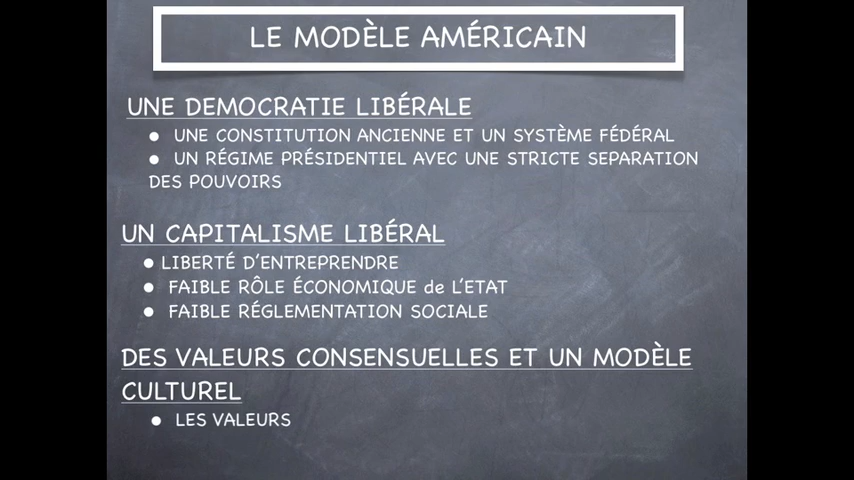 LE MODÈLE AMÉRICAIN
UNE DEMOCRATIE LIBÉRALE
● UNE CONSTITUTION ANCIENNE ET UN SYSTÈME FÉDÉRAL
● UN RÉGIME PRÉSIDENTIEL AVEC UNE STRICTE SEPARATION
DES POUVOIRS
UN CAPITALISME LIBÉRAL
● LIBERTÉ D'ENTREPRENDRE
● FAIBLE RÔLE ÉCONOMIQUE de L'ETAT
● FAIBLE RÉGLEMENTATION SOCIALE
DES VALEURS CONSENSUELLES ET UN MODÈLE
CULTUREL
● LES VALEURS